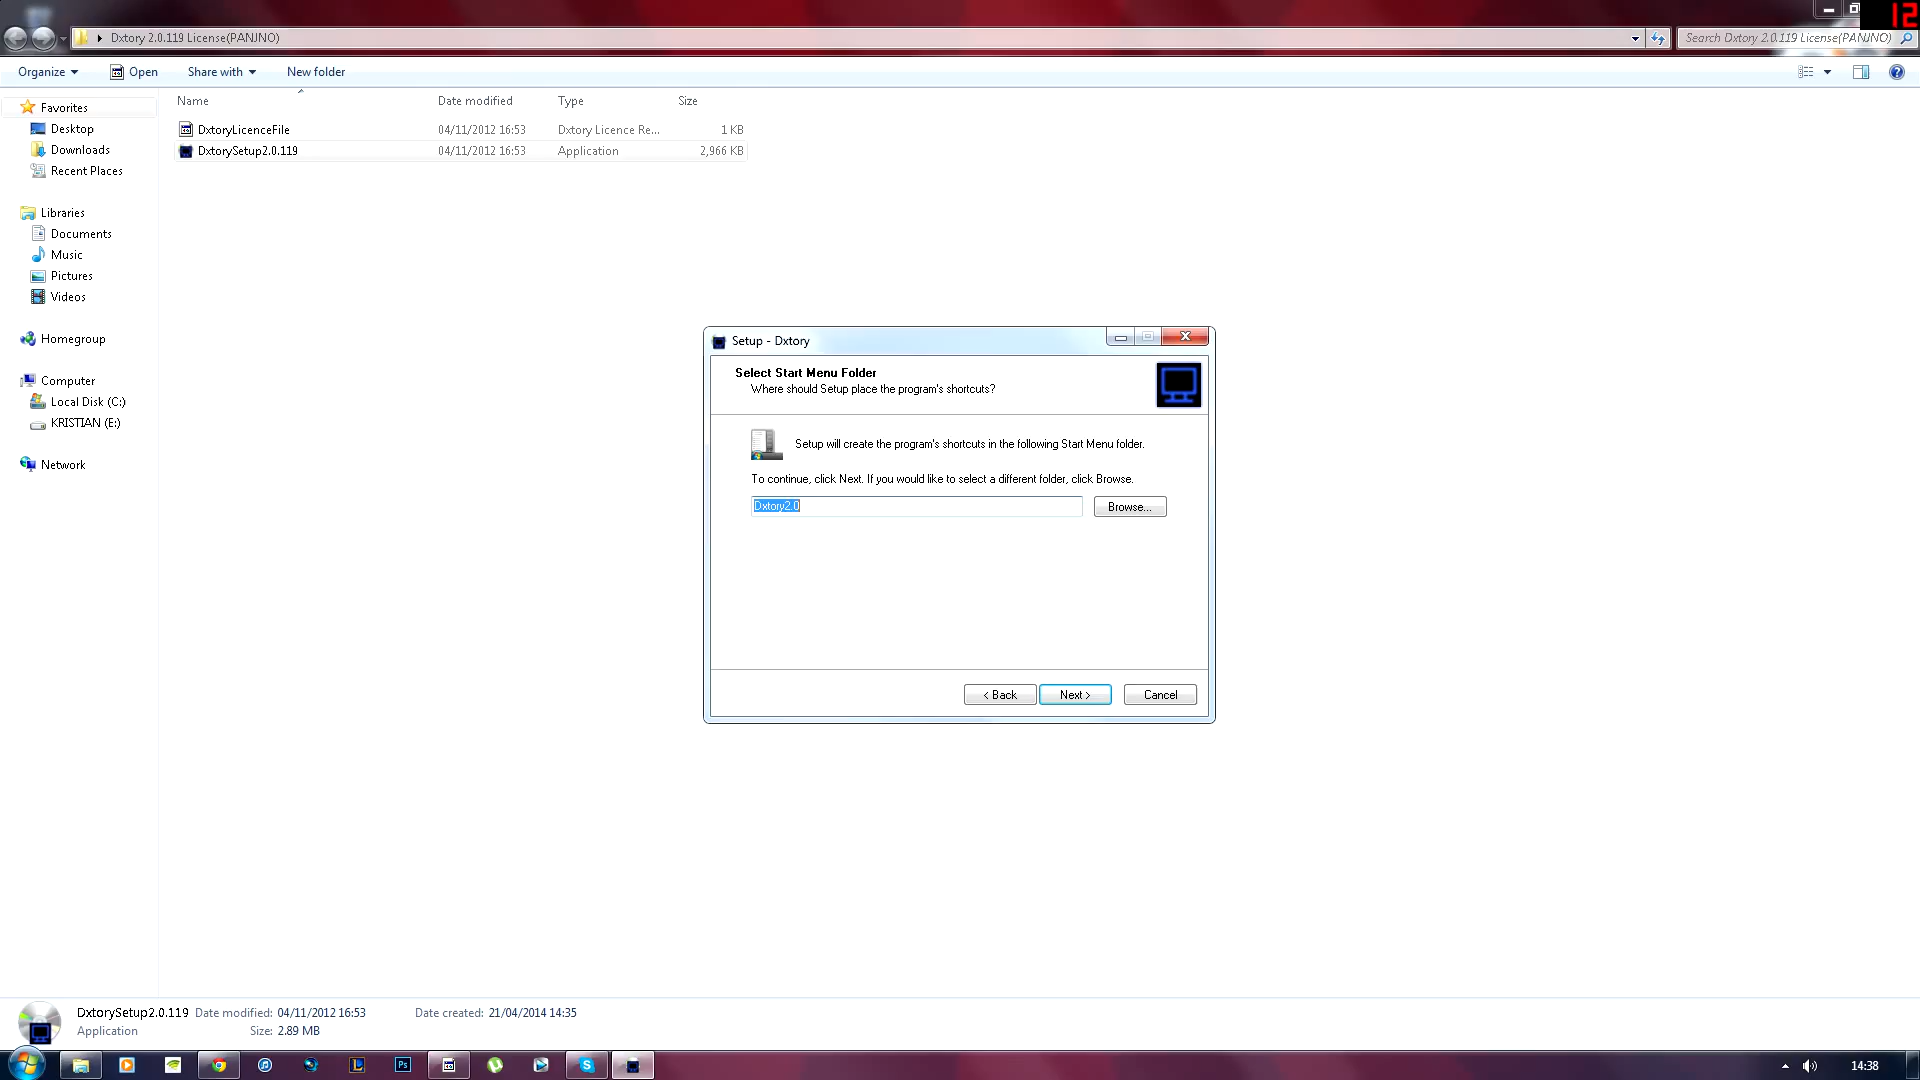 12
Dxtory 2.0.119 License(PANJNO)
Search Dxtory 2.0.119 License(PANJNO)
Organize
Open
Share with
New folder
Name
Date modified
Type
Size
DxtoryLicenceFile
04/11/2012 16:53
Dxtory Licence Re...
1 KB
DxtorySetup2.0.119
04/11/2012 16:53
Application
2,966 KB
Favorites
Desktop
Downloads
Recent Places
Libraries
Documents
Music
Pictures
Videos
Homegroup
Computer
Local Disk (C:)
KRISTIAN (E:)
Network
Setup - Dxtory
Select Start Menu Folder
Where should Setup place the program's shortcuts?
Setup will create the program's shortcuts in the following Start Menu folder.
To continue, click Next. If you would like to select a different folder, click Browse.
Dxtory2.0
Browse...
< Back
Next >
Cancel
DxtorySetup2.0.119 Date modified: 04/11/2012 16:53 Date created: 21/04/2014 14:35
Application Size: 2.89 MB
Ps
14:38